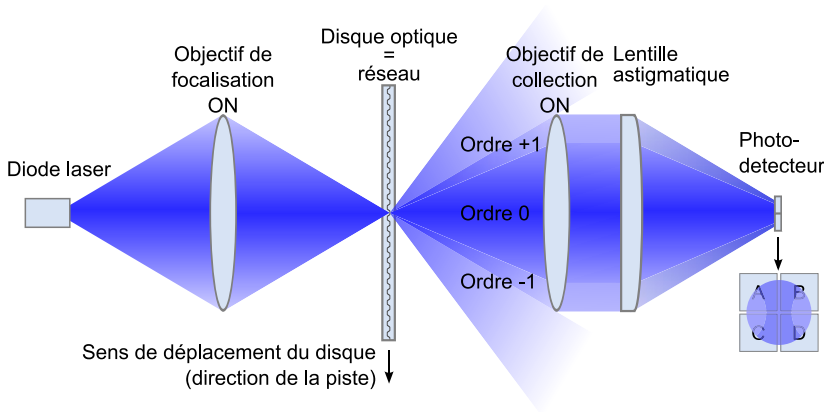 Diode laser
Objectif de
focalisation
ON
Disque optique
=
réseau
Objectif de
collection
ON
Lentille
astigmatique
Ordre +1
Ordre 0
Ordre -1
Photo-
detecteur
A B
C D
Sens de déplacement du disque
(direction de la piste)